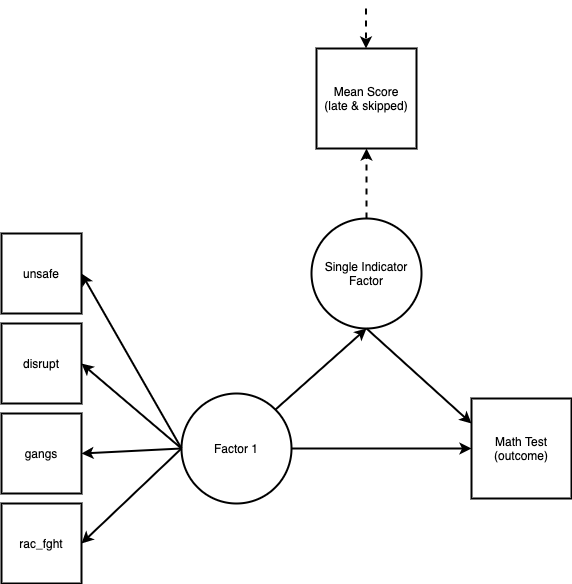 Mean Score
(late & skipped)
unsafe
Single Indicator
Factor
disrupt
gangs
Factor 1
Math Test
(outcome)
rac_fght